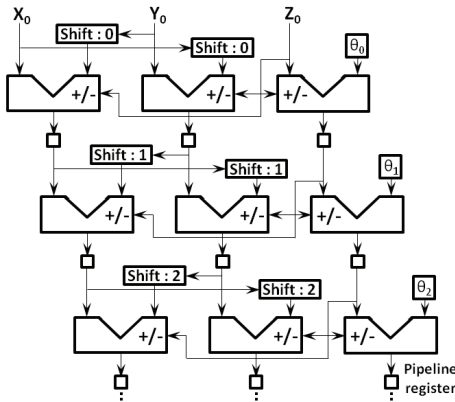 X₀ Y₀ Z₀
Shift : 0
Shift : 0
θ₀
+/- +/- +/-
Shift : 1
Shift : 1
θ₁
+/- +/- +/-
Shift : 2
Shift : 2
θ₂
+/- +/- +/-
Pipeline
register